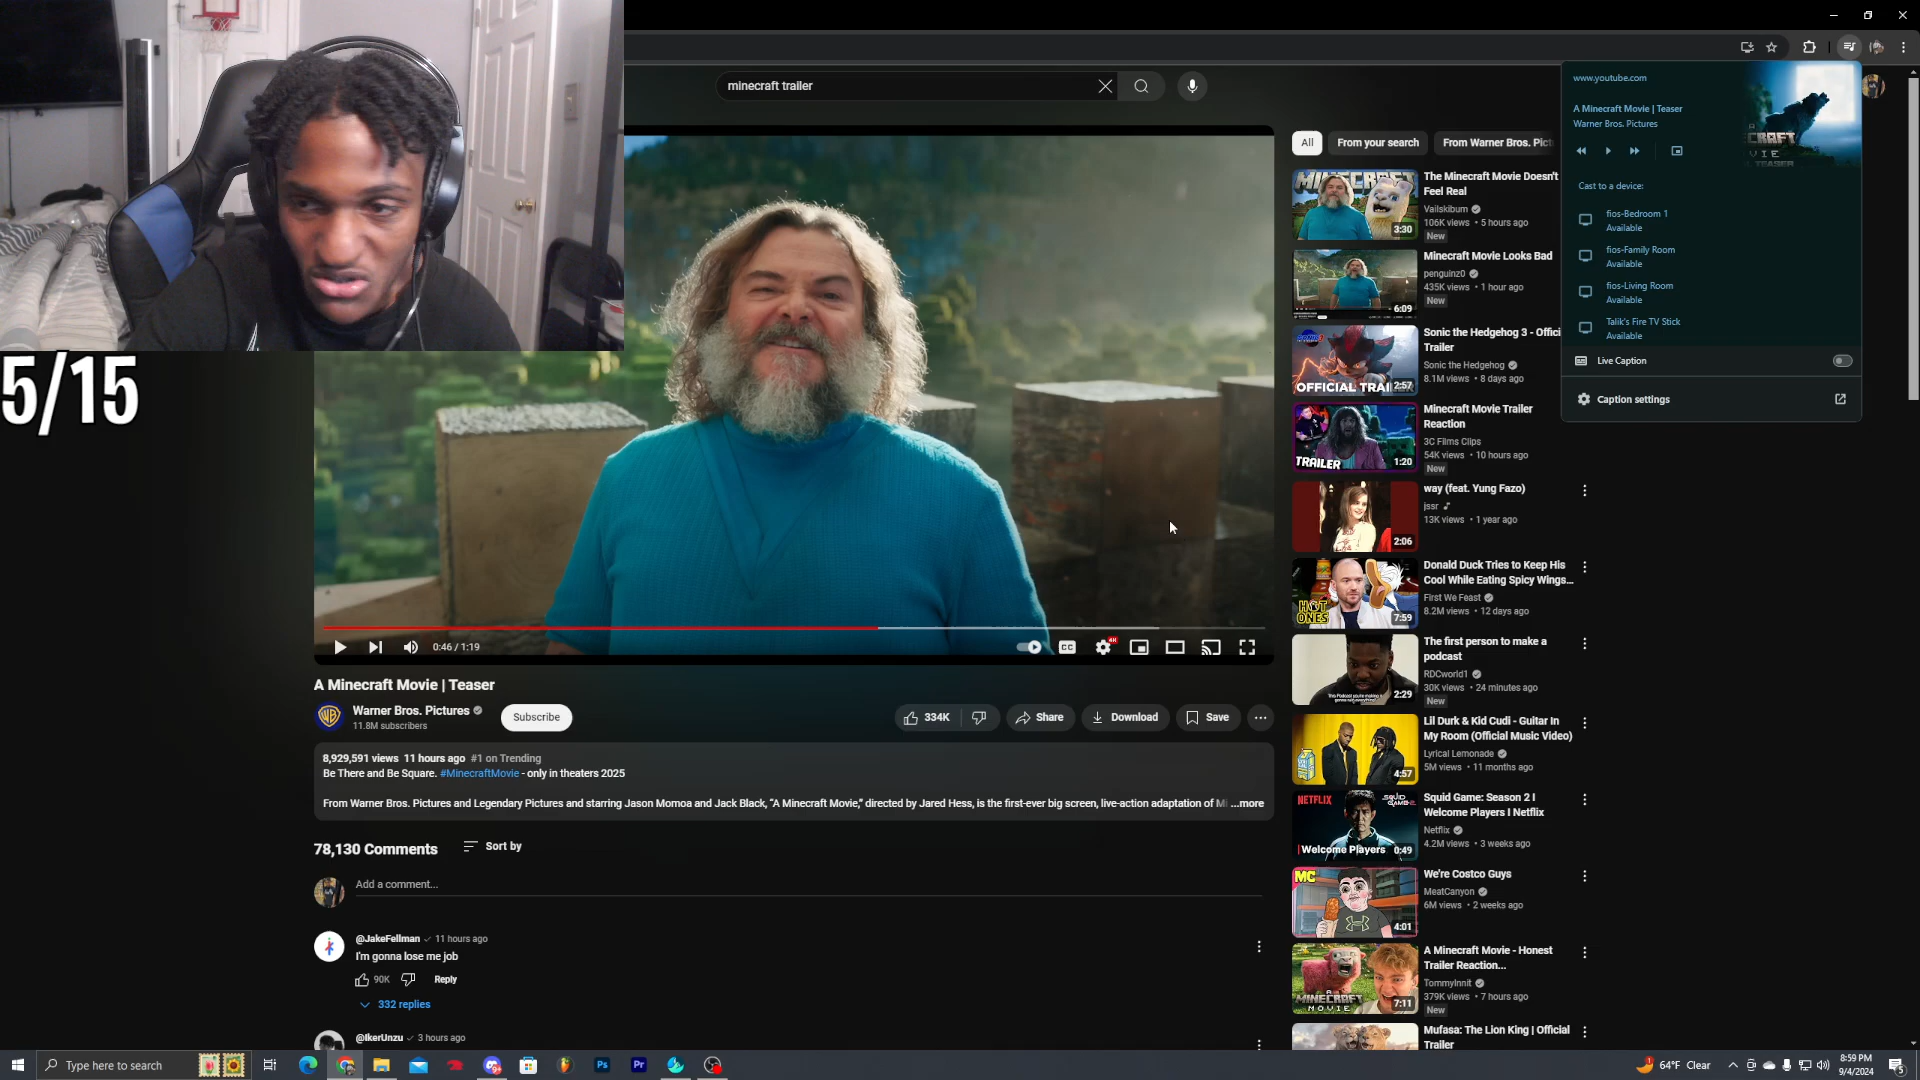 minecraft trailer
5/15
www.youtube.com
A Minecraft Movie | Teaser
Warner Bros. Pictures
Cast to a device:
fios-Bedroom 1
Available
fios-Family Room
Available
fios-Living Room
Available
Talik's Fire TV Stick
Available
Live Caption
Caption settings
0:46 / 1:19
A Minecraft Movie | Teaser
Warner Bros. Pictures
11.8M subscribers
Subscribe
334K
Share
Download
Save
8,929,591 views 11 hours ago #1 on Trending
Be There and Be Square. #MinecraftMovie - only in theaters 2025
From Warner Bros. Pictures and Legendary Pictures and starring Jason Momoa and Jack Black, "A Minecraft Movie," directed by Jared Hess, is the first-ever big screen, live-action adaptation of Mi ...more
78,130 Comments
Sort by
Add a comment...
@JakeFellman 11 hours ago
I'm gonna lose me job
90K
Reply
332 replies
@IkerUnzu 3 hours ago
All
From your search
From Warner Bros. Pict
MINECRAFT
3:30
The Minecraft Movie Doesn't
Feel Real
Vailskibum
106K views • 5 hours ago
New
6:09
Minecraft Movie Looks Bad
penguinz0
435K views • 1 hour ago
New
OFFICIAL TRAILER
2:57
Sonic the Hedgehog 3 - Offici
Trailer
Sonic the Hedgehog
8.1M views • 8 days ago
TRAILER
1:20
Minecraft Movie Trailer
Reaction
3C Films Clips
54K views • 10 hours ago
New
2:06
way (feat. Yung Fazo)
jssr
13K views • 1 year ago
HOT
ONES
7:59
Donald Duck Tries to Keep His
Cool While Eating Spicy Wings...
First We Feast
8.2M views • 12 days ago
2:29
The first person to make a
podcast
RDCworld1
30K views • 24 minutes ago
New
4:57
Lil Durk & Kid Cudi - Guitar In
My Room (Official Music Video)
Lyrical Lemonade
5M views • 11 months ago
NETFLIX
SQUID
GAME
Welcome Players
0:49
Squid Game: Season 2 I
Welcome Players I Netflix
Netflix
4.2M views • 3 weeks ago
MC
4:01
We're Costco Guys
MeatCanyon
6M views • 2 weeks ago
MINECRAFT
MOVIE
7:11
A Minecraft Movie - Honest
Trailer Reaction...
TommyInnit
379K views • 7 hours ago
New
Mufasa: The Lion King | Official
Trailer
Type here to search
Ps
Pr
64°F Clear
8:59 PM
9/4/2024
5